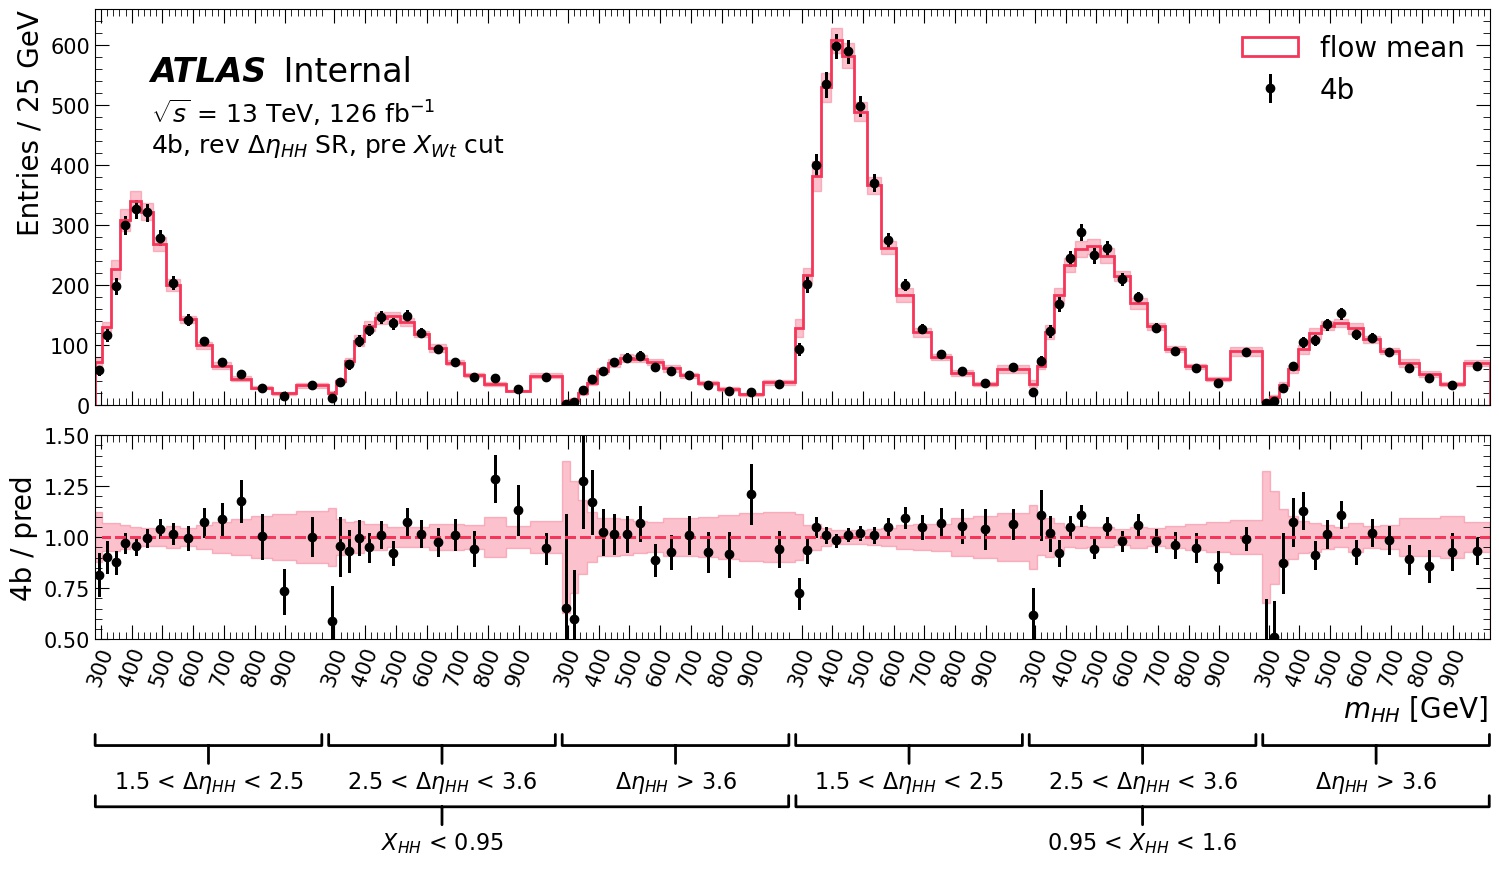 Entries / 25 GeV
600
500
400
300
200
100
0
ATLAS Internal
√s = 13 TeV, 126 fb⁻¹
4b, rev Δη_HH SR, pre X_Wt cut
flow mean
4b
4b / pred
1.50
1.25
1.00
0.75
0.50
300 400 500 600 700 800 900 300 400 500 600 700 800 900 300 400 500 600 700 800 900 300 400 500 600 700 800 900 300 400 500 600 700 800 900 300 400 500 600 700 800 900
m_HH [GeV]
1.5 < Δη_HH < 2.5 2.5 < Δη_HH < 3.6 Δη_HH > 3.6 1.5 < Δη_HH < 2.5 2.5 < Δη_HH < 3.6 Δη_HH > 3.6
X_HH < 0.95 0.95 < X_HH < 1.6